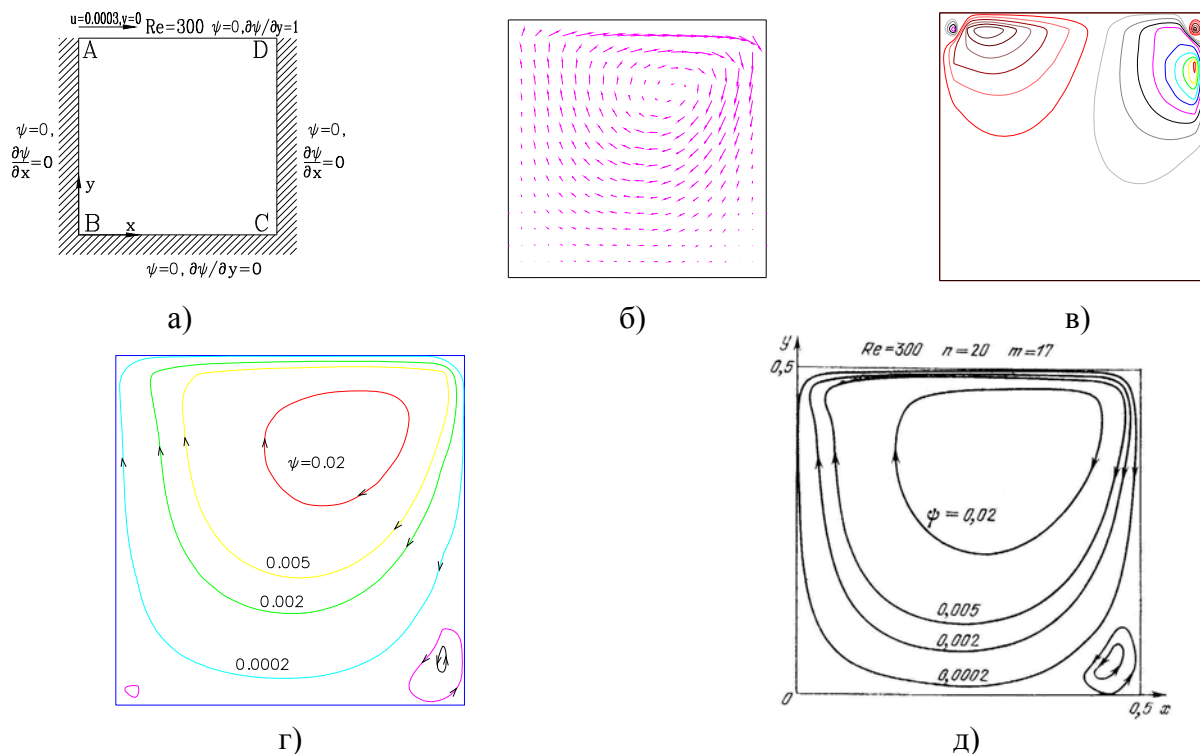 u=0.0003,v=0
Re=300 ψ=0,∂ψ/∂y=1
A D
ψ=0,
∂ψ/∂x=0
ψ=0,
∂ψ/∂x=0
y
B x C
ψ=0,∂ψ/∂y=0
а) б) в)
ψ=0.02
0.005
0.002
0.0002
г)
y Re=300 n=20 m=17
0,5
ψ=0,02
0,005
0,002
0,0002
0 0,5 x
д)